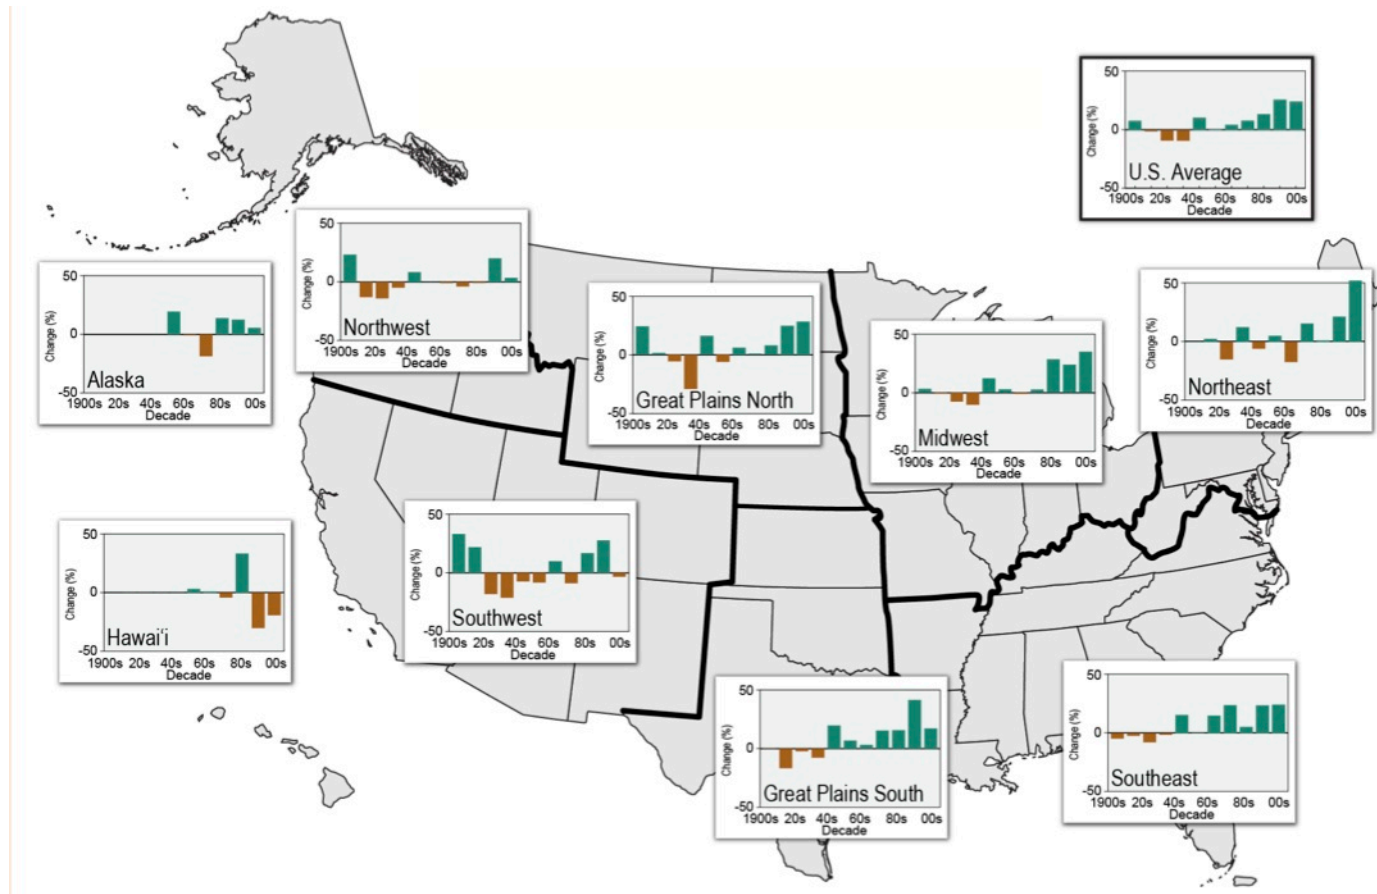 50
Change (%)
0
U.S. Average
-50
1900s 20s 40s 60s 80s 00s
Decade
50
Change (%)
0
Northwest
-50
1900s 20s 40s 60s 80s 00s
Decade
50
Change (%)
0
Alaska
-50
1900s 20s 40s 60s 80s 00s
Decade
50
Change (%)
0
Great Plains North
-50
1900s 20s 40s 60s 80s 00s
Decade
50
Change (%)
0
Midwest
-50
1900s 20s 40s 60s 80s 00s
Decade
50
Change (%)
0
Northeast
-50
1900s 20s 40s 60s 80s 00s
Decade
50
Change (%)
0
Hawai‘i
-50
1900s 20s 40s 60s 80s 00s
Decade
50
Change (%)
0
Southwest
-50
1900s 20s 40s 60s 80s 00s
Decade
50
Change (%)
0
Great Plains South
-50
1900s 20s 40s 60s 80s 00s
Decade
50
Change (%)
0
Southeast
-50
1900s 20s 40s 60s 80s 00s
Decade